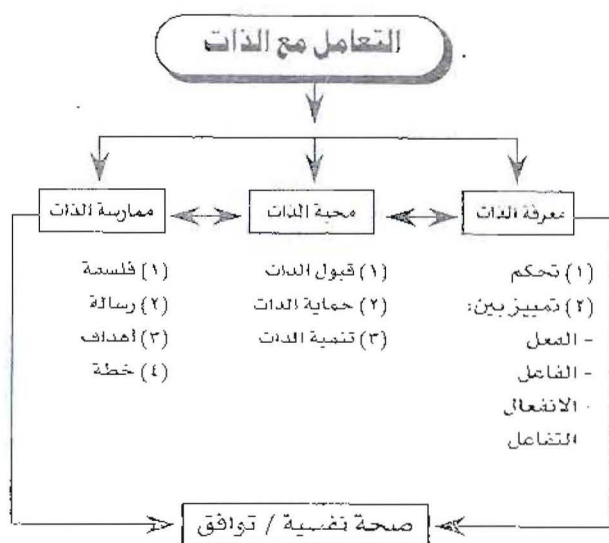 التعامل مع الذات
معرفة الذات
محبة الذات
ممارسة الذات
(١) تحكم
(٢) تمييز بين:
- الفعل
- الفاعل
- الانفعال
التفاعل
(١) قبول الذات
(٢) حماية الذات
(٣) تنمية الذات
(١) فلسفة
(٢) رسالة
(٣) أهداف
(٤) خطة
صحة نفسية / توافق